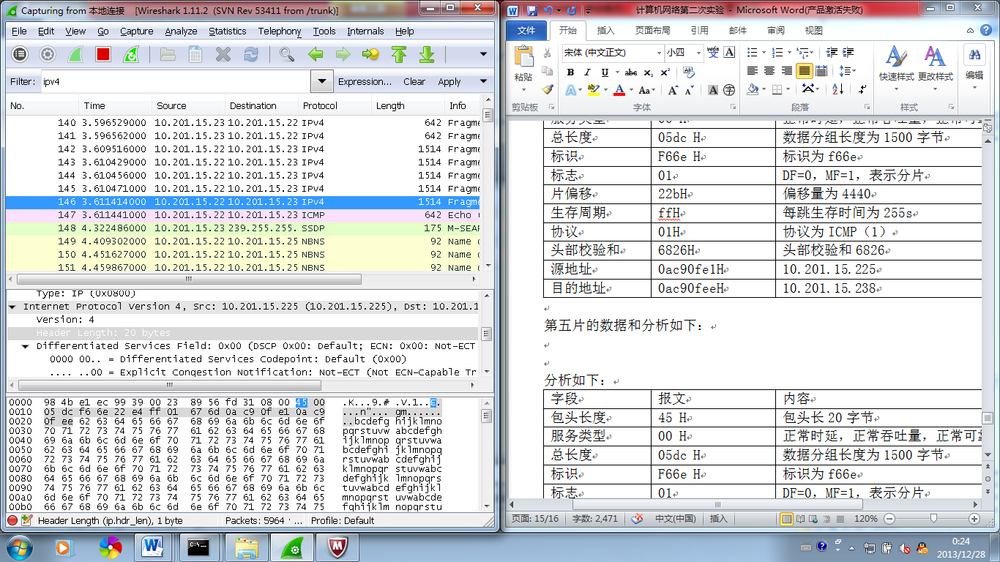 Capturing from 本地连接 [Wireshark 1.11.2 (SVN Rev 53411 from /trunk)]
File Edit View Go Capture Analyze Statistics Telephony Tools Internals Help
Filter: ipv4 Expression... Clear Apply
No. Time Source Destination Protocol Length Info
140 3.596529000 10.201.15.23 10.201.15.22 IPv4 642 Fragme
141 3.596562000 10.201.15.23 10.201.15.22 IPv4 642 Fragme
142 3.609516000 10.201.15.23 10.201.15.22 IPv4 1514 Fragme
143 3.610429000 10.201.15.23 10.201.15.22 IPv4 1514 Fragme
144 3.610456000 10.201.15.22 10.201.15.23 IPv4 1514 Fragme
145 3.610471000 10.201.15.22 10.201.15.23 IPv4 1514 Fragme
146 3.611414000 10.201.15.22 10.201.15.23 IPv4 1514 Fragme
147 3.611441000 10.201.15.22 10.201.15.23 ICMP 642 Echo
148 4.322486000 10.201.15.23 239.255.255. SSDP 175 M-SEAR
149 4.409302000 10.201.15.22 10.201.15.25 NBNS 92 Name
150 4.451627000 10.201.15.22 10.201.15.25 NBNS 92 Name
151 4.459867000 10.201.15.22 10.201.15.25 NBNS 92 Name
Type: IP (0x0800)
Internet Protocol Version 4, Src: 10.201.15.225 (10.201.15.225), Dst: 10.201.1
Version: 4
Header Length: 20 bytes
Differentiated Services Field: 0x00 (DSCP 0x00: Default; ECN: 0x00: Not-ECT
0000 00.. = Differentiated Services Codepoint: Default (0x00)
.... ..00 = Explicit Congestion Notification: Not-ECT (Not ECN-Capable Tr
0000 98 4b e1 ec 99 39 00 23 89 56 fd 31 08 00 45 00 .K...9.# .V.1..E.
0010 05 dc f6 6e 22 e4 ff 01 67 6d 0a c9 0f e1 0a c9 ...n"... gm......
0020 0f ee 62 63 64 65 66 67 68 69 6a 6b 6c 6d 6e 6f ..bcdefg hijklmno
0030 70 71 72 73 74 75 76 77 61 62 63 64 65 66 67 68 pqrstuvw abcdefgh
0040 69 6a 6b 6c 6d 6e 6f 70 71 72 73 74 75 76 77 61 ijklmnop qrstuvwa
0050 62 63 64 65 66 67 68 69 6a 6b 6c 6d 6e 6f 70 71 bcdefghi jklmnopq
0060 72 73 74 75 76 77 61 62 63 64 65 66 67 68 69 6a rstuvwab cdefghij
0070 6b 6c 6d 6e 6f 70 71 72 73 74 75 76 77 61 62 63 klmnopqr stuvwabc
0080 64 65 66 67 68 69 6a 6b 6c 6d 6e 6f 70 71 72 73 defghijk lmnopqrs
0090 74 75 76 77 61 62 63 64 65 66 67 68 69 6a 6b 6c tuvwabcd efghijkl
00a0 6d 6e 6f 70 71 72 73 74 75 76 77 61 62 63 64 65 mnopqrst uvwabcde
00b0 66 67 68 69 6a 6b 6c 6d 6e 6f 70 71 72 73 74 75 fghijklm nopqrstu
Header Length (ip.hdr_len), 1 byte Packets: 5964 · ... Profile: Default
计算机网络第二次实验 - Microsoft Word(产品激活失败)
文件 开始 插入 页面布局 引用 邮件 审阅 视图
宋体 (中文正文) 小四
粘贴 快速样式 更改样式 编辑
剪贴板 字体 段落 样式
服务类型 00 H 正常时延，正常吞吐量，正常可
总长度 05dc H 数据分组长度为 1500 字节
标识 F66e H 标识为 f66e
标志 01 DF=0，MF=1，表示分片
片偏移 22bH 偏移量为 4440
生存周期 ffH 每跳生存时间为 255s
协议 01H 协议为 ICMP（1）
头部校验和 6826H 头部校验和 6826
源地址 0ac90fe1H 10.201.15.225
目的地址 0ac90feeH 10.201.15.238
第五片的数据和分析如下：
分析如下：
字段 报文 内容
包头长度 45 H 包头长 20 字节
服务类型 00 H 正常时延，正常吞吐量，正常可靠
总长度 05dc H 数据分组长度为 1500 字节
标识 F66e H 标识为 f66e
标志 01 DF=0，MF=1，表示分片
页面: 15/16 字数: 2,471 中文(中国) 插入 120%
0:24
2013/12/28